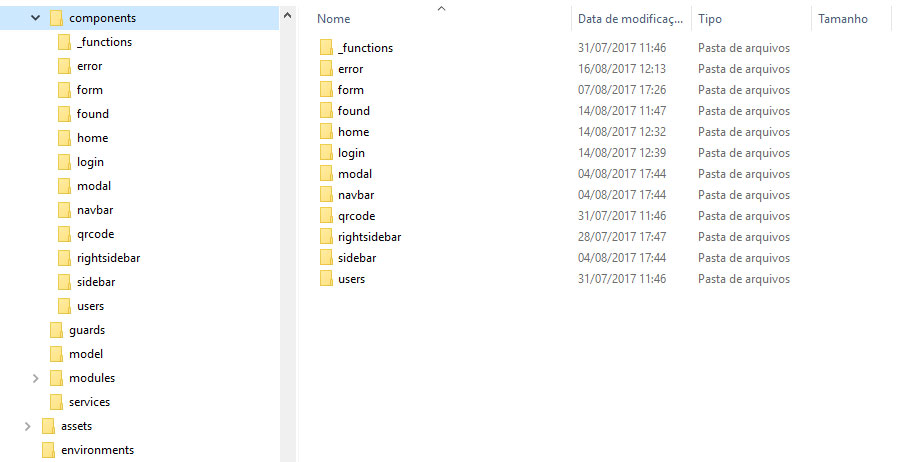 components
_functions
error
form
found
home
login
modal
navbar
qrcode
rightsidebar
sidebar
users
guards
model
modules
services
assets
environments
Nome Data de modificaç... Tipo Tamanho
_functions 31/07/2017 11:46 Pasta de arquivos
error 16/08/2017 12:13 Pasta de arquivos
form 07/08/2017 17:26 Pasta de arquivos
found 14/08/2017 11:47 Pasta de arquivos
home 14/08/2017 12:32 Pasta de arquivos
login 14/08/2017 12:39 Pasta de arquivos
modal 04/08/2017 17:44 Pasta de arquivos
navbar 04/08/2017 17:44 Pasta de arquivos
qrcode 31/07/2017 11:46 Pasta de arquivos
rightsidebar 28/07/2017 17:47 Pasta de arquivos
sidebar 04/08/2017 17:44 Pasta de arquivos
users 31/07/2017 11:46 Pasta de arquivos